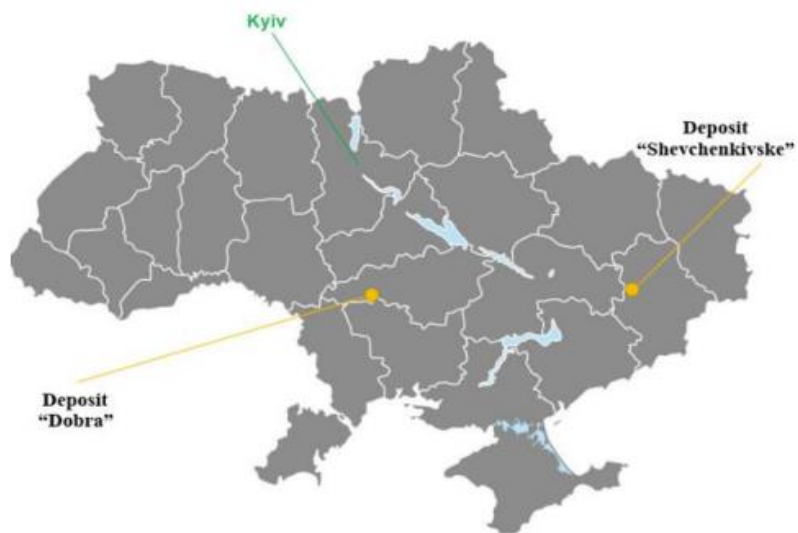 Kyiv
Deposit
“Shevchenkivske”
Deposit
“Dobra”